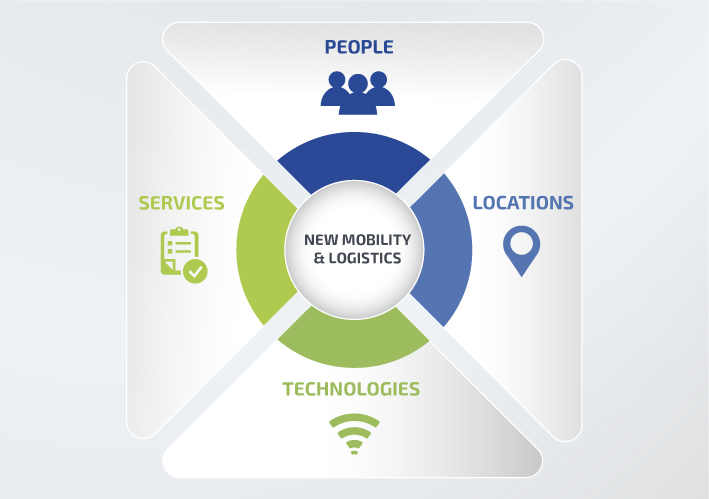 PEOPLE
SERVICES
LOCATIONS
NEW MOBILITY
& LOGISTICS
TECHNOLOGIES